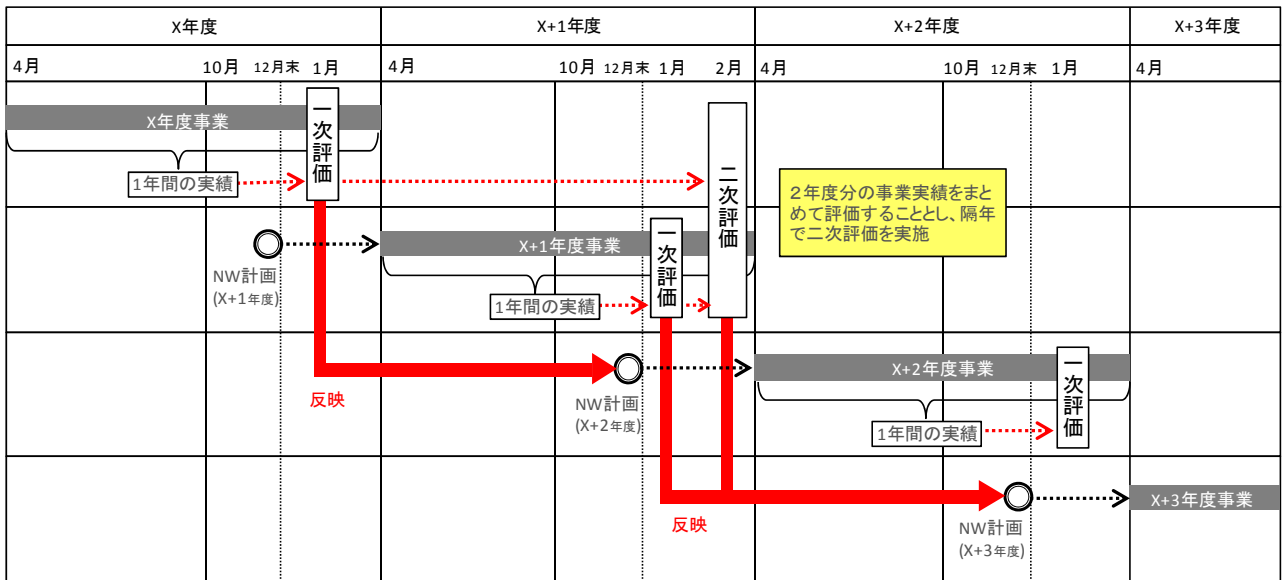 X年度
X+1年度
X+2年度
X+3年度
4月
10月
12月末
1月
4月
10月
12月末
1月
2月
4月
10月
12月末
1月
4月
X年度事業
一次評価
1年間の実績
二次評価
２年度分の事業実績をまと
めて評価することとし、隔年
で二次評価を実施
X+1年度事業
一次評価
NW計画
(X+1年度)
1年間の実績
X+2年度事業
一次評価
反映
NW計画
(X+2年度)
1年間の実績
X+3年度事業
反映
NW計画
(X+3年度)